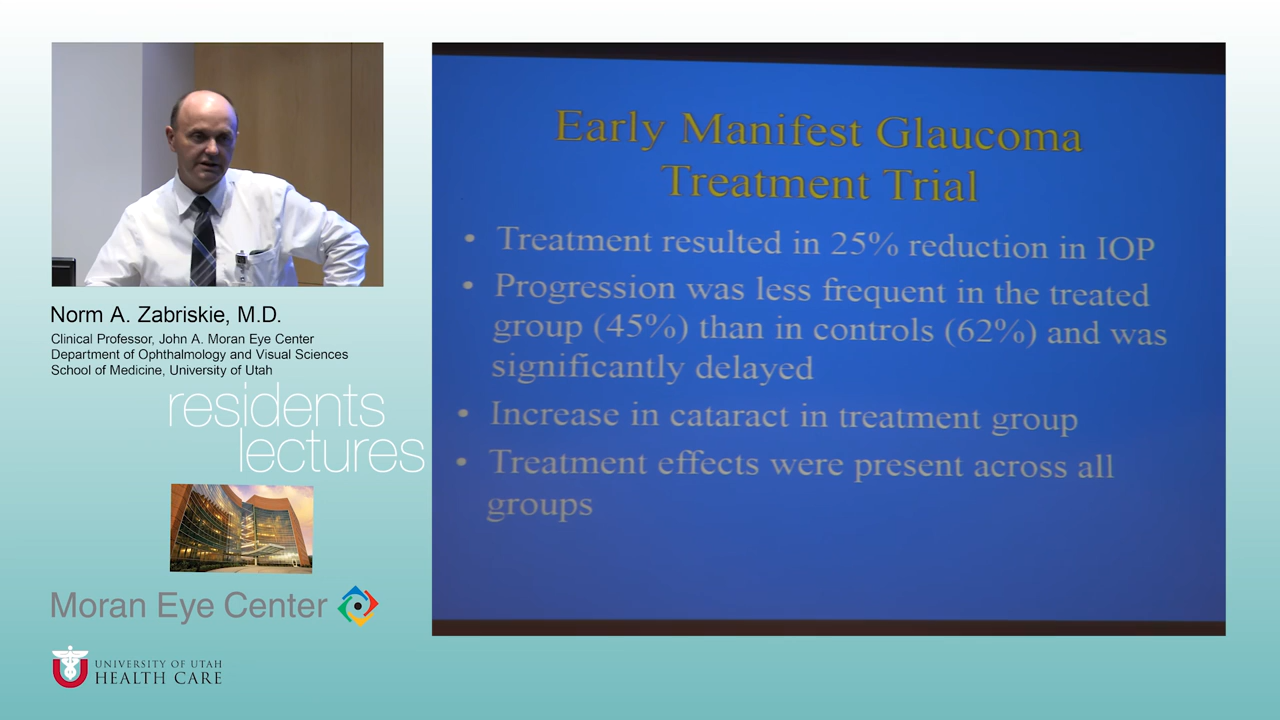 Norm A. Zabriskie, M.D.
Clinical Professor, John A. Moran Eye Center
Department of Ophthalmology and Visual Sciences
School of Medicine, University of Utah
residents
lectures
Moran Eye Center
UNIVERSITY OF UTAH
HEALTH CARE
Early Manifest Glaucoma
Treatment Trial
• Treatment resulted in 25% reduction in IOP
• Progression was less frequent in the treated
group (45%) than in controls (62%) and was
significantly delayed
• Increase in cataract in treatment group
• Treatment effects were present across all
groups